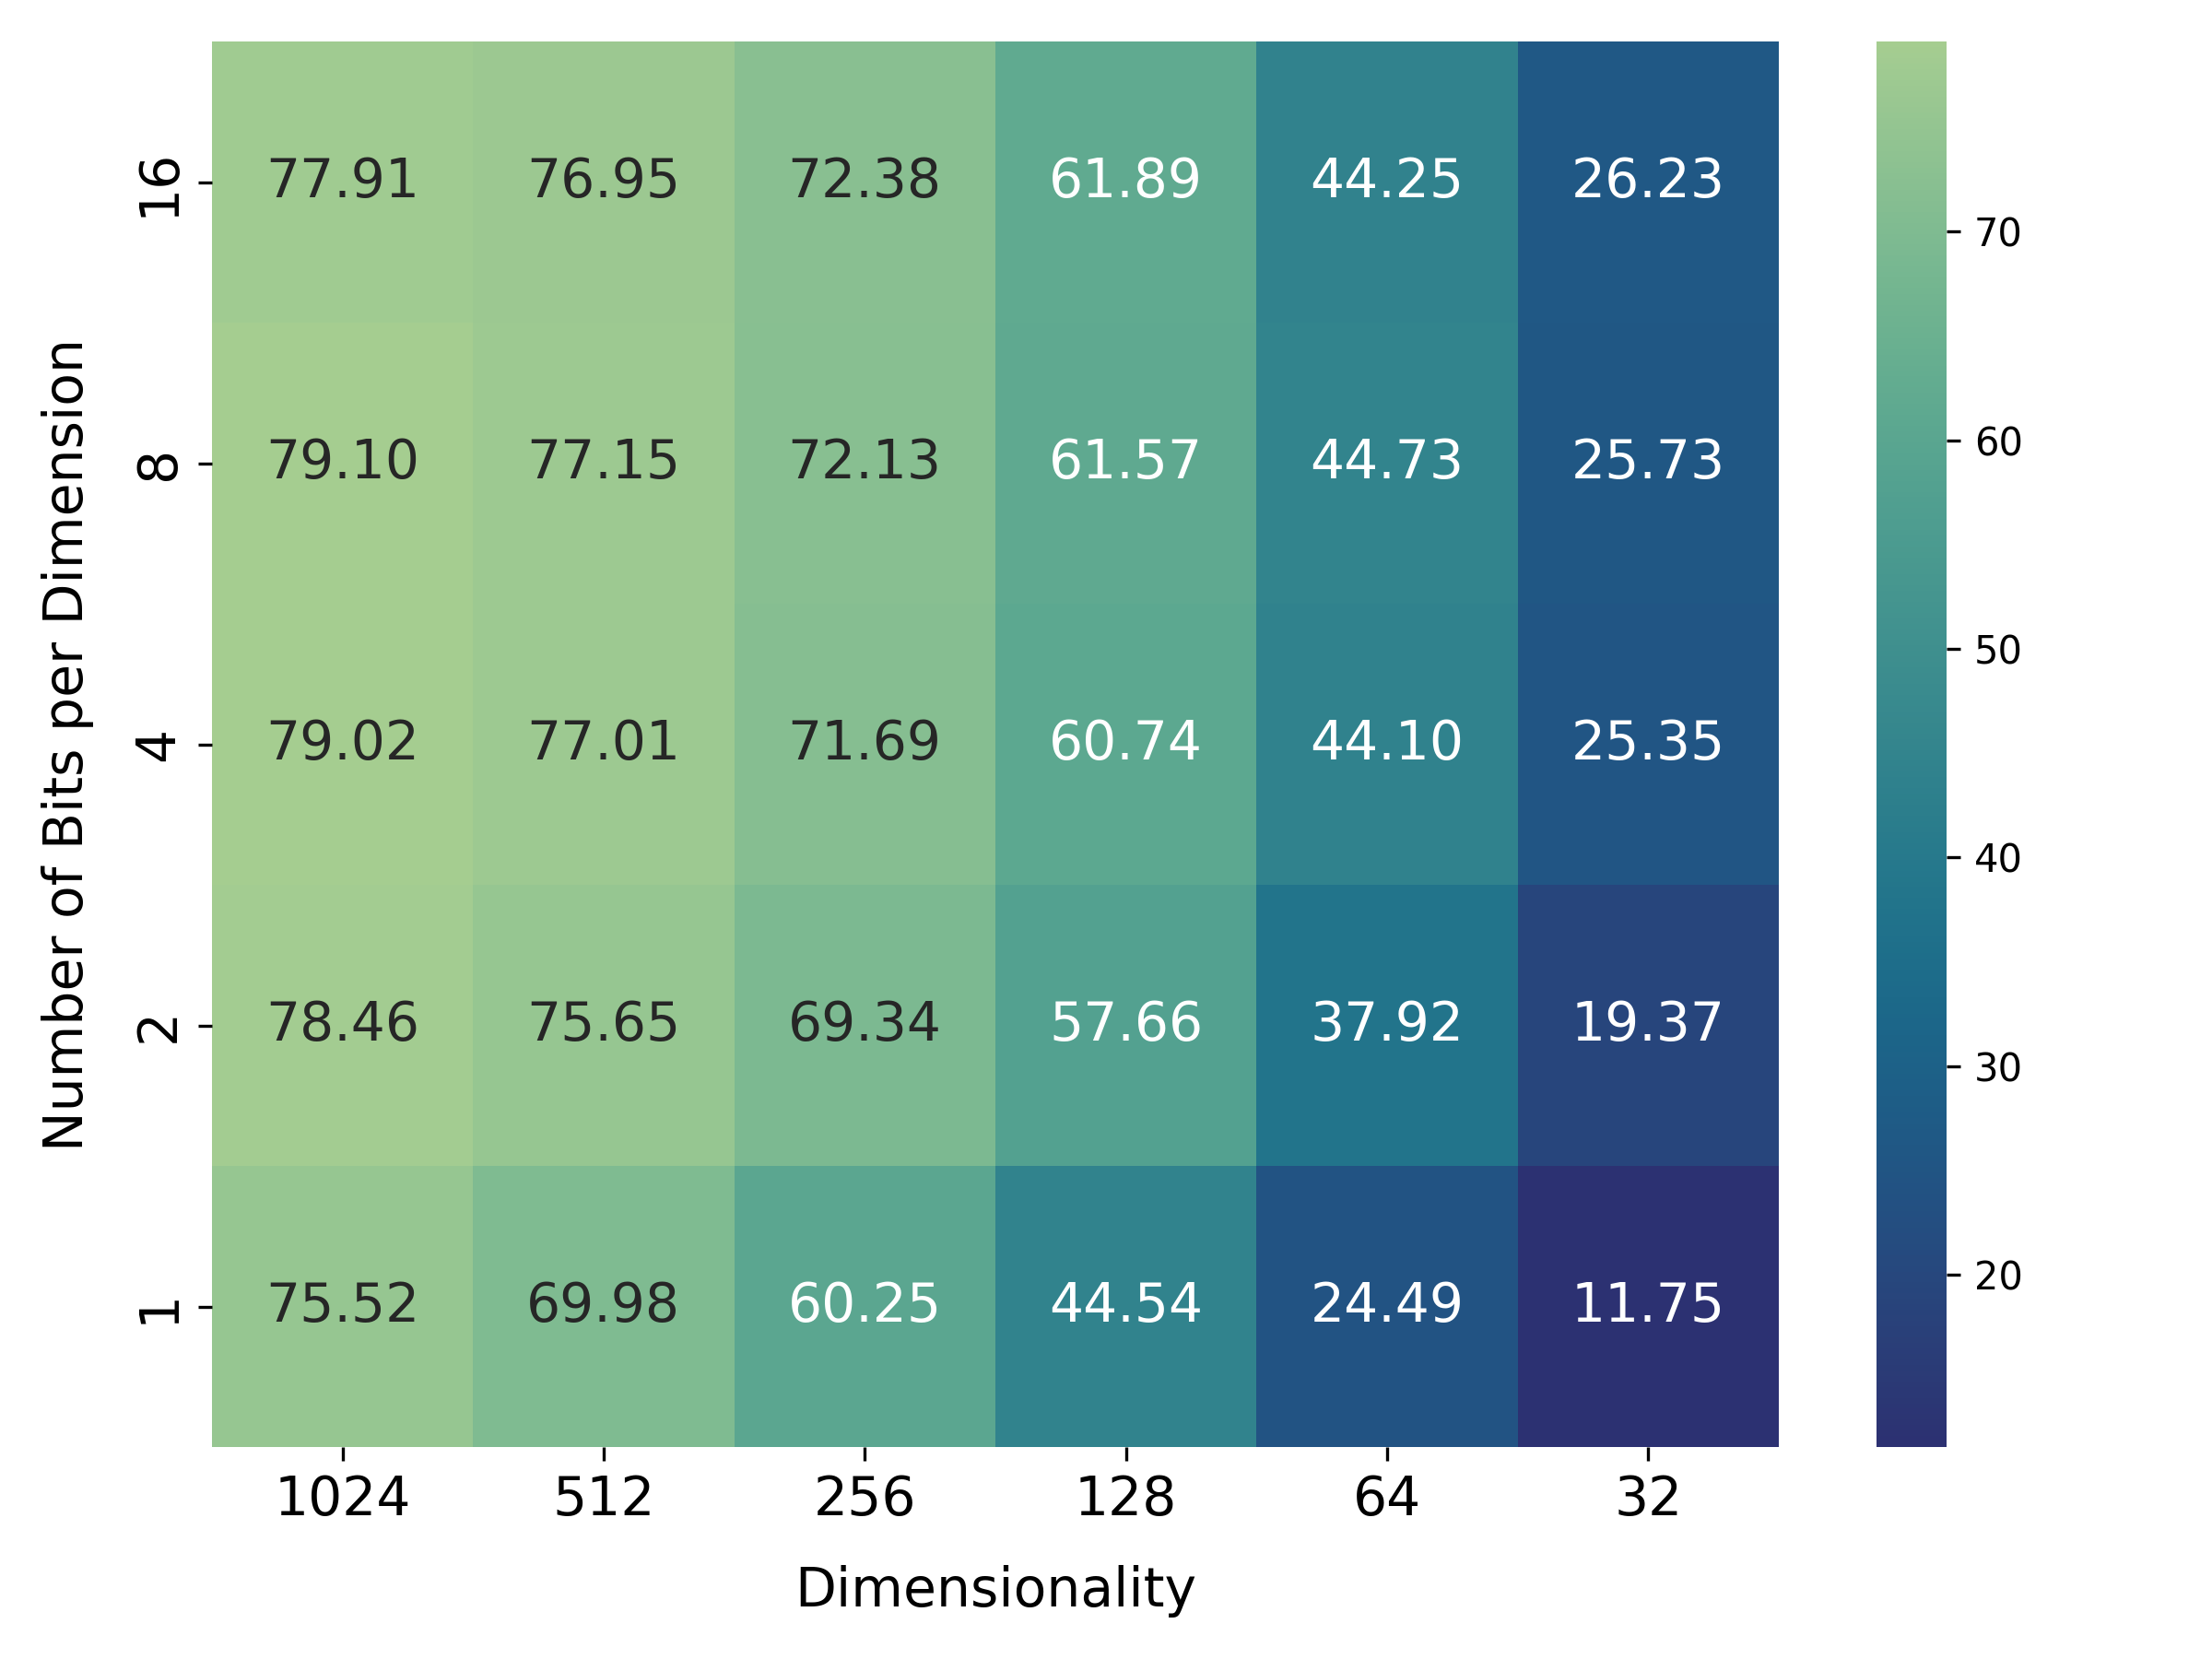 16 77.91 76.95 72.38 61.89 44.25 26.23
8 79.10 77.15 72.13 61.57 44.73 25.73
4 79.02 77.01 71.69 60.74 44.10 25.35
2 78.46 75.65 69.34 57.66 37.92 19.37
1 75.52 69.98 60.25 44.54 24.49 11.75
1024 512 256 128 64 32
Dimensionality
Number of Bits per Dimension
70
60
50
40
30
20